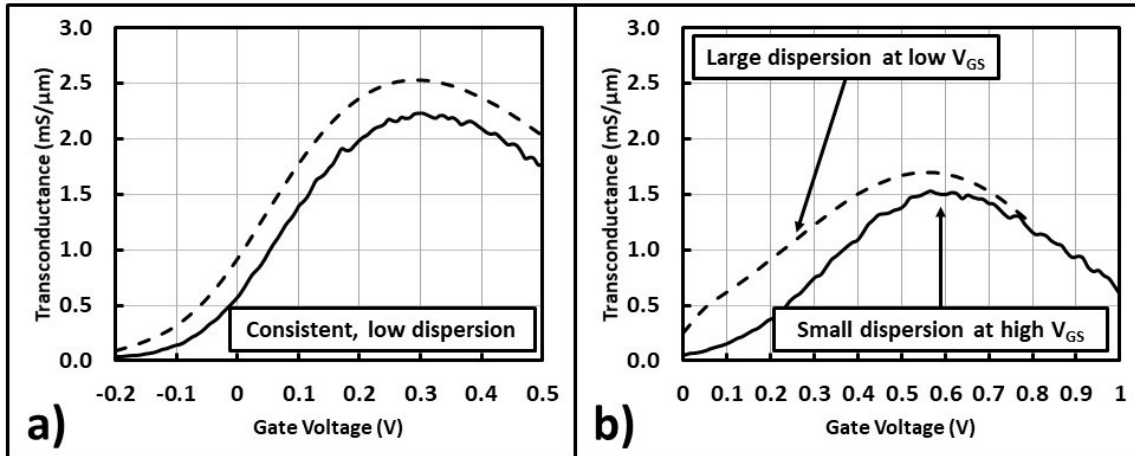 3.0
2.5
2.0
1.5
1.0
0.5
0.0
Transconductance (mS/µm)
Consistent, low dispersion
-0.2 -0.1 0 0.1 0.2 0.3 0.4 0.5
Gate Voltage (V)
a)
3.0
2.5
2.0
1.5
1.0
0.5
0.0
Transconductance (mS/µm)
Large dispersion at low VGS
Small dispersion at high VGS
0 0.1 0.2 0.3 0.4 0.5 0.6 0.7 0.8 0.9 1
Gate Voltage (V)
b)